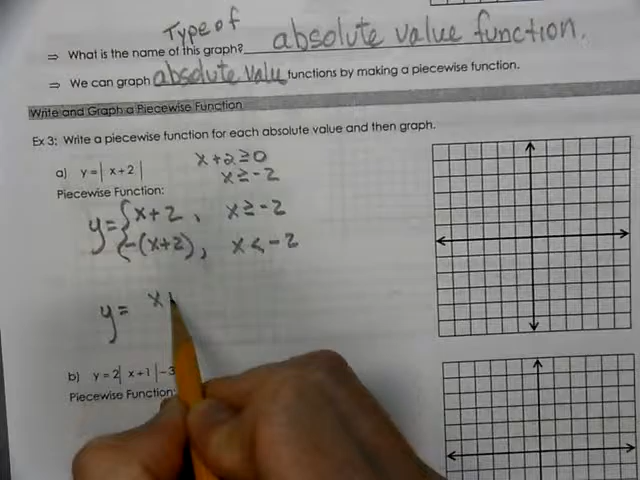 Type of
⇒ What is the name of this graph? absolute value function.
⇒ We can graph absolute value functions by making a piecewise function.
Write and Graph a Piecewise Function
Ex 3: Write a piecewise function for each absolute value and then graph.
a) y = | x+2 | x+2 ≥ 0
x ≥ -2
Piecewise Function:
y = { x+2 , x ≥ -2
{ -(x+2) , x < -2
y = x
b) y = 2| x+1 | -3
Piecewise Function: